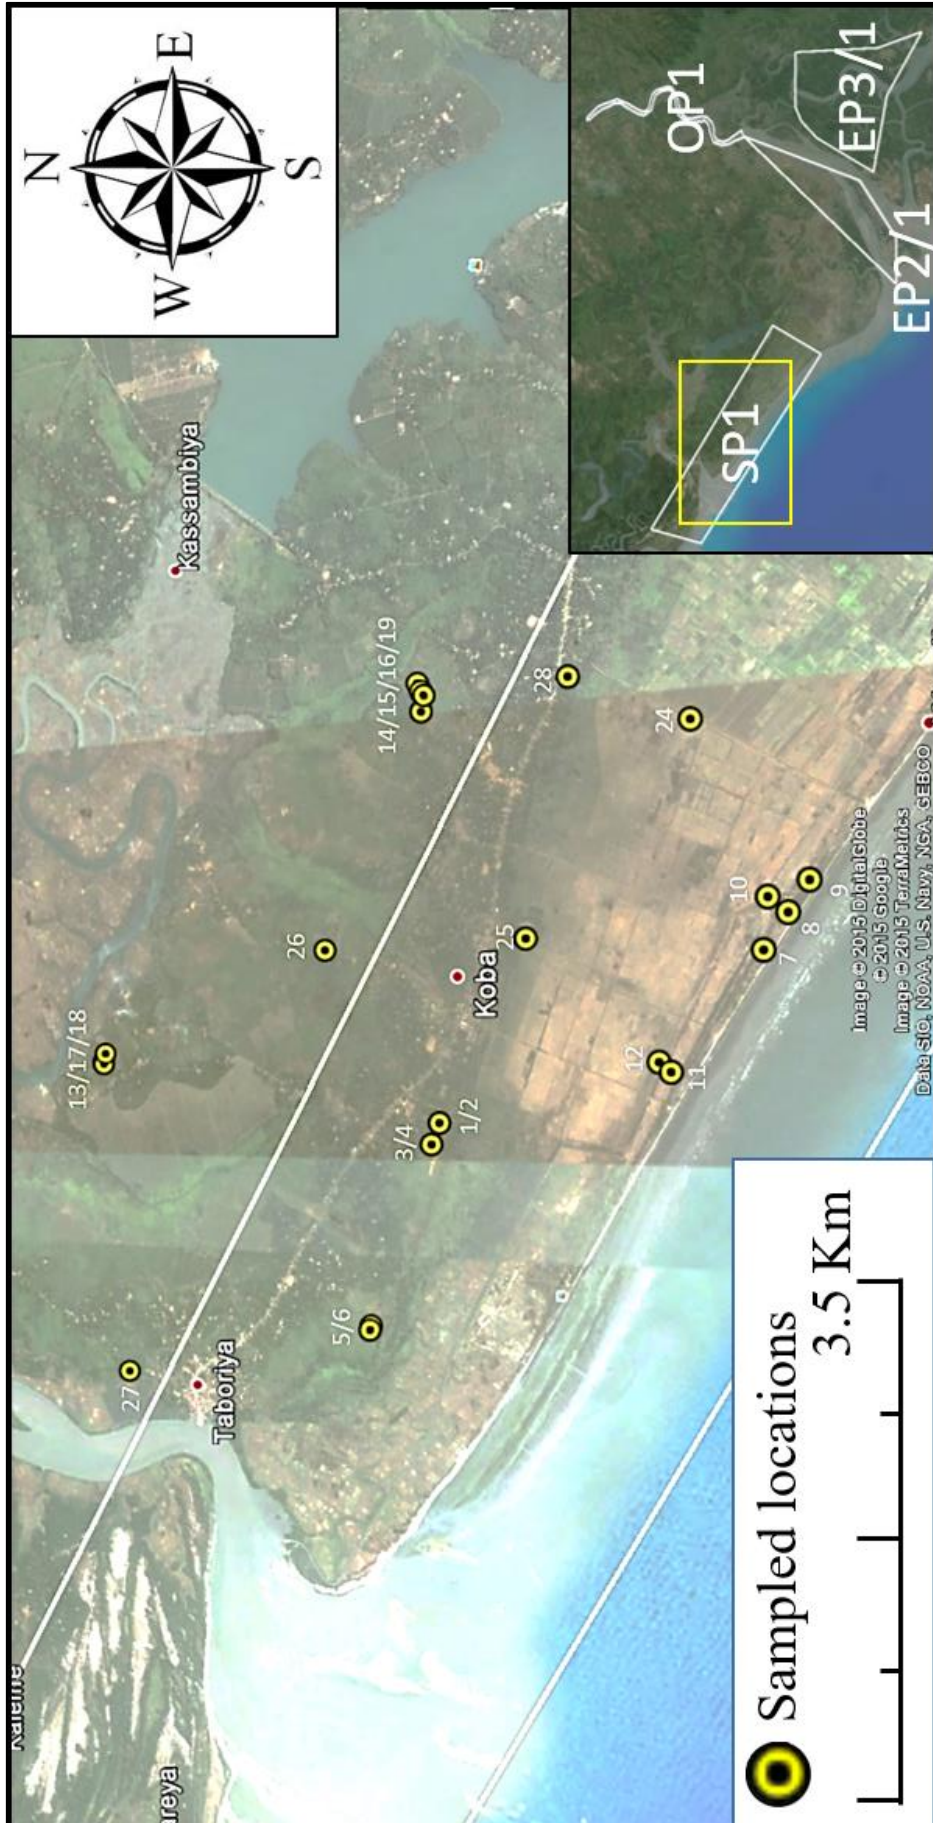 N
W
E
S
Kassambiya
27
Taboriya
13/17/18
26
5/6
3/4
1/2
Koba
25
14/15/16/19
28
24
12
11
10
7
8
9
SP1
OP1
EP2/1
EP3/1
Image © 2015 DigitalGlobe
© 2015 Google
Image © 2015 TerraMetrics
Data SIO, NOAA, U.S. Navy, NGA, GEBCO
Sampled locations
3.5 Km